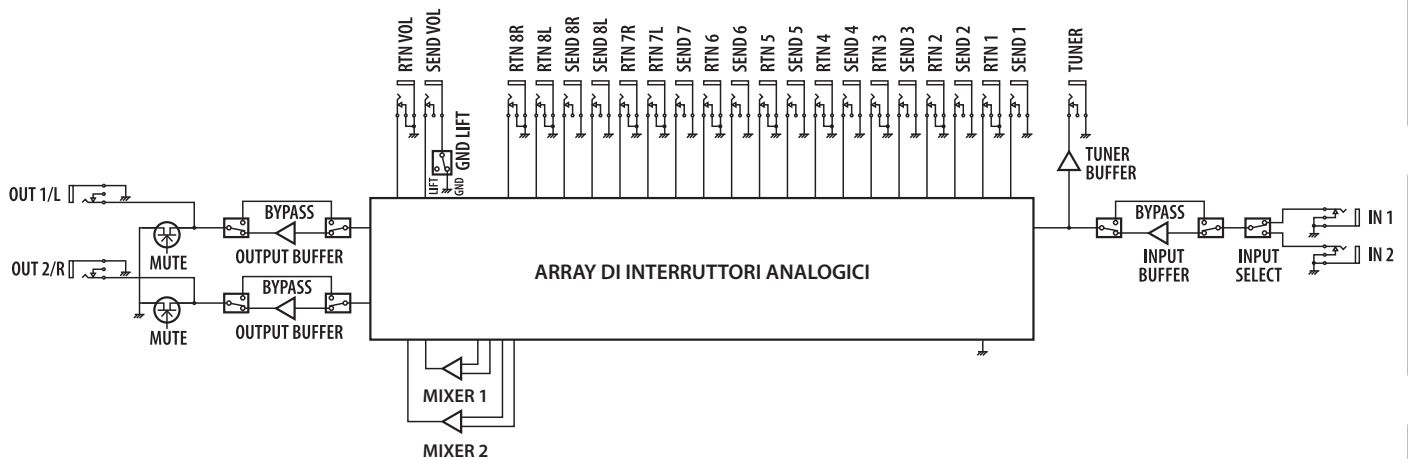 RTN VOL
SEND VOL
GND LIFT
LIFT
GND
RTN 8R
RTN 8L
SEND 8R
SEND 8L
RTN 7R
RTN 7L
SEND 7
RTN 6
SEND 6
RTN 5
SEND 5
RTN 4
SEND 4
RTN 3
SEND 3
RTN 2
SEND 2
RTN 1
SEND 1
TUNER
TUNER
BUFFER
OUT 1/L
BYPASS
OUTPUT BUFFER
MUTE
OUT 2/R
BYPASS
OUTPUT BUFFER
MUTE
ARRAY DI INTERRUTTORI ANALOGICI
BYPASS
INPUT
BUFFER
INPUT
SELECT
IN 1
IN 2
MIXER 1
MIXER 2